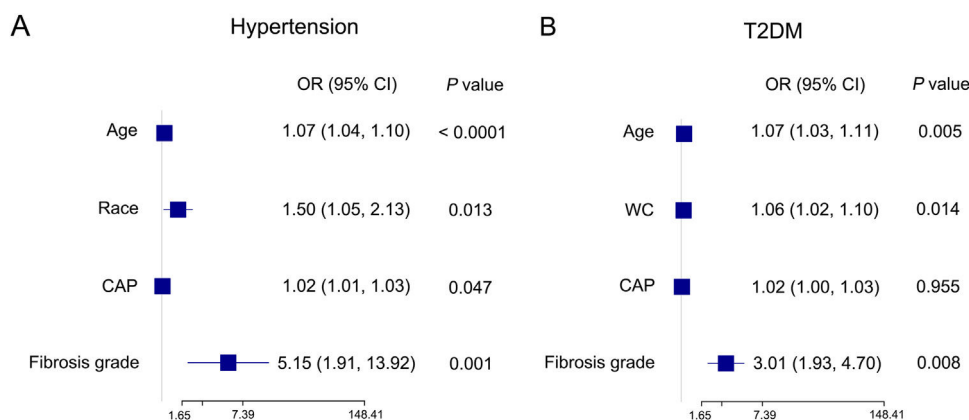 A Hypertension
OR (95% CI) P value
Age 1.07 (1.04, 1.10) < 0.0001
Race 1.50 (1.05, 2.13) 0.013
CAP 1.02 (1.01, 1.03) 0.047
Fibrosis grade 5.15 (1.91, 13.92) 0.001
1.65 7.39 148.41
B T2DM
OR (95% CI) P value
Age 1.07 (1.03, 1.11) 0.005
WC 1.06 (1.02, 1.10) 0.014
CAP 1.02 (1.00, 1.03) 0.955
Fibrosis grade 3.01 (1.93, 4.70) 0.008
1.65 7.39 148.41